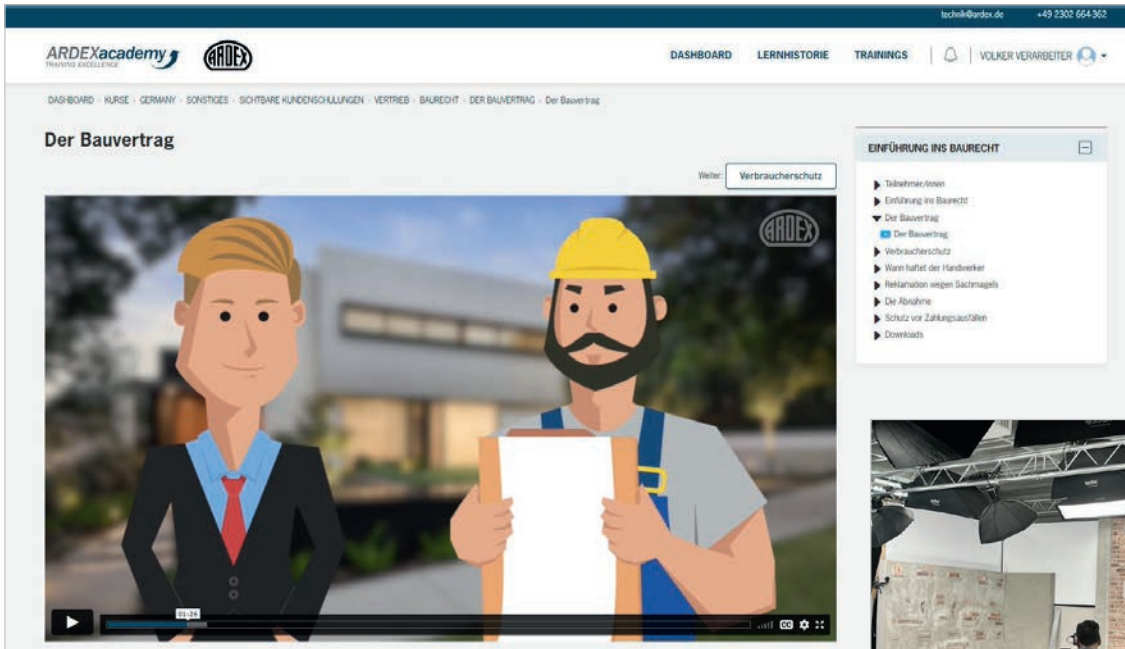 technik@ardex.de +49 2302 664 362
ARDEXacademy
TRAINING EXCELLENCE
ARDEX
DASHBOARD LERNHISTORIE TRAININGS VOLKER VERARBEITER
DASHBOARD › KURSE › GERMANY › SONSTIGES › SICHTBARE KUNDENSCHULUNGEN › VERTRIEB › BAURECHT › DER BAUVERTRAG › Der Bauvertrag
Der Bauvertrag
Weiter: Verbraucherschutz
ARDEX
01:26
CC
EINFÜHRUNG INS BAURECHT
Teilnehmer/innen
Einführung ins Baurecht
Der Bauvertrag
Der Bauvertrag
Verbraucherschutz
Wann haftet der Handwerker
Reklamation wegen Sachmagels
Die Abnahme
Schutz vor Zahlungsausfällen
Downloads